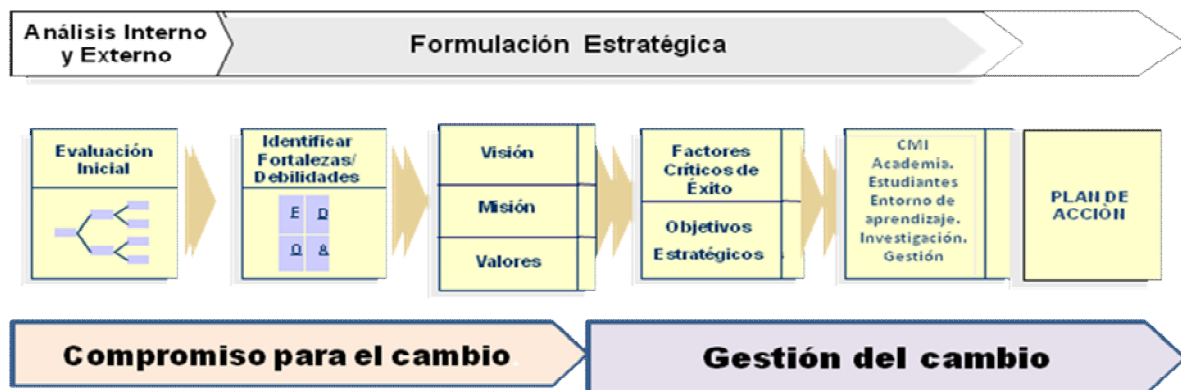 Análisis Interno
y Externo
Formulación Estratégica
Evaluación
Inicial
Identificar
Fortalezas/
Debilidades
F D
O A
Visión
Misión
Valores
Factores
Críticos de
Éxito
Objetivos
Estratégicos
CMI
Academia.
Estudiantes
Entorno de
aprendizaje.
Investigación.
Gestión
PLAN DE
ACCIÓN
Compromiso para el cambio
Gestión del cambio